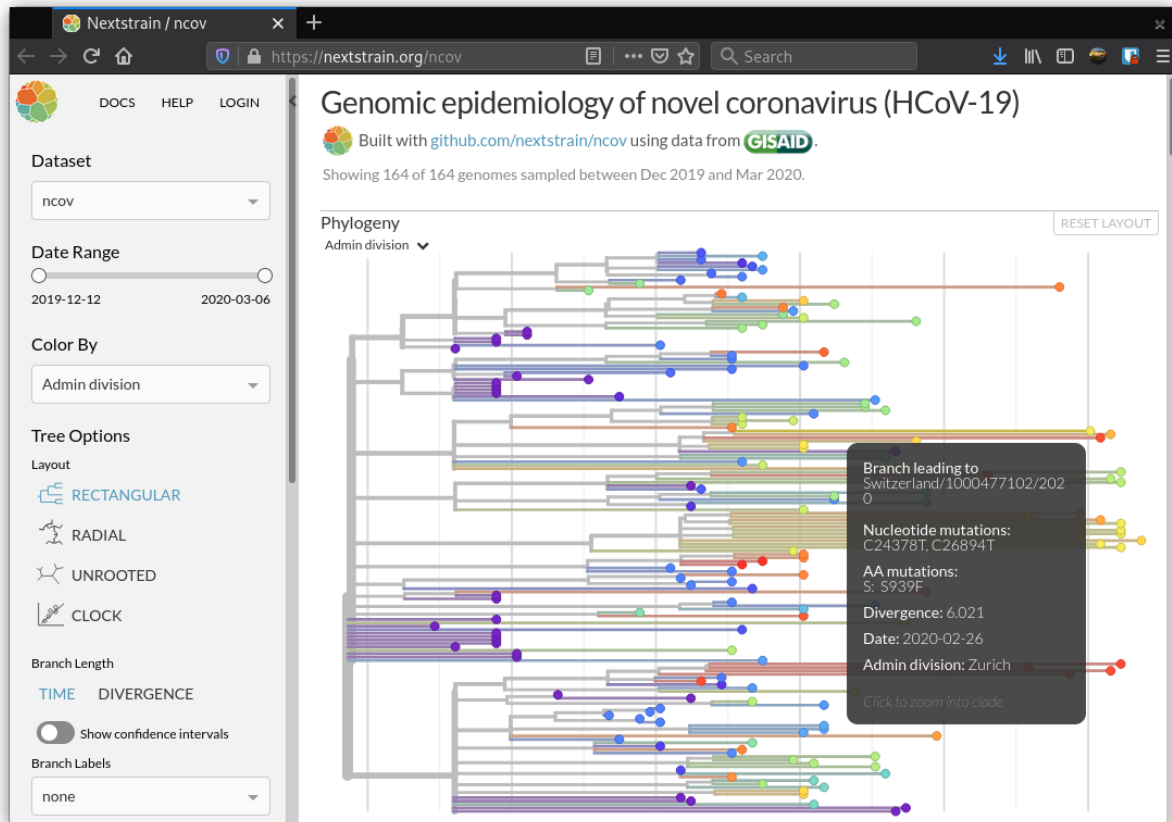 Nextstrain / ncov
https://nextstrain.org/ncov
Search
DOCS HELP LOGIN
Dataset
ncov
Date Range
2019-12-12 2020-03-06
Color By
Admin division
Tree Options
Layout
RECTANGULAR
RADIAL
UNROOTED
CLOCK
Branch Length
TIME DIVERGENCE
Show confidence intervals
Branch Labels
none
Genomic epidemiology of novel coronavirus (HCoV-19)
Built with github.com/nextstrain/ncov using data from GISAID.
Showing 164 of 164 genomes sampled between Dec 2019 and Mar 2020.
Phylogeny
RESET LAYOUT
Admin division
Branch leading to
Switzerland/1000477102/202
0
Nucleotide mutations:
C24378T, C26894T
AA mutations:
S: S939F
Divergence: 6.021
Date: 2020-02-26
Admin division: Zurich
Click to zoom into clade